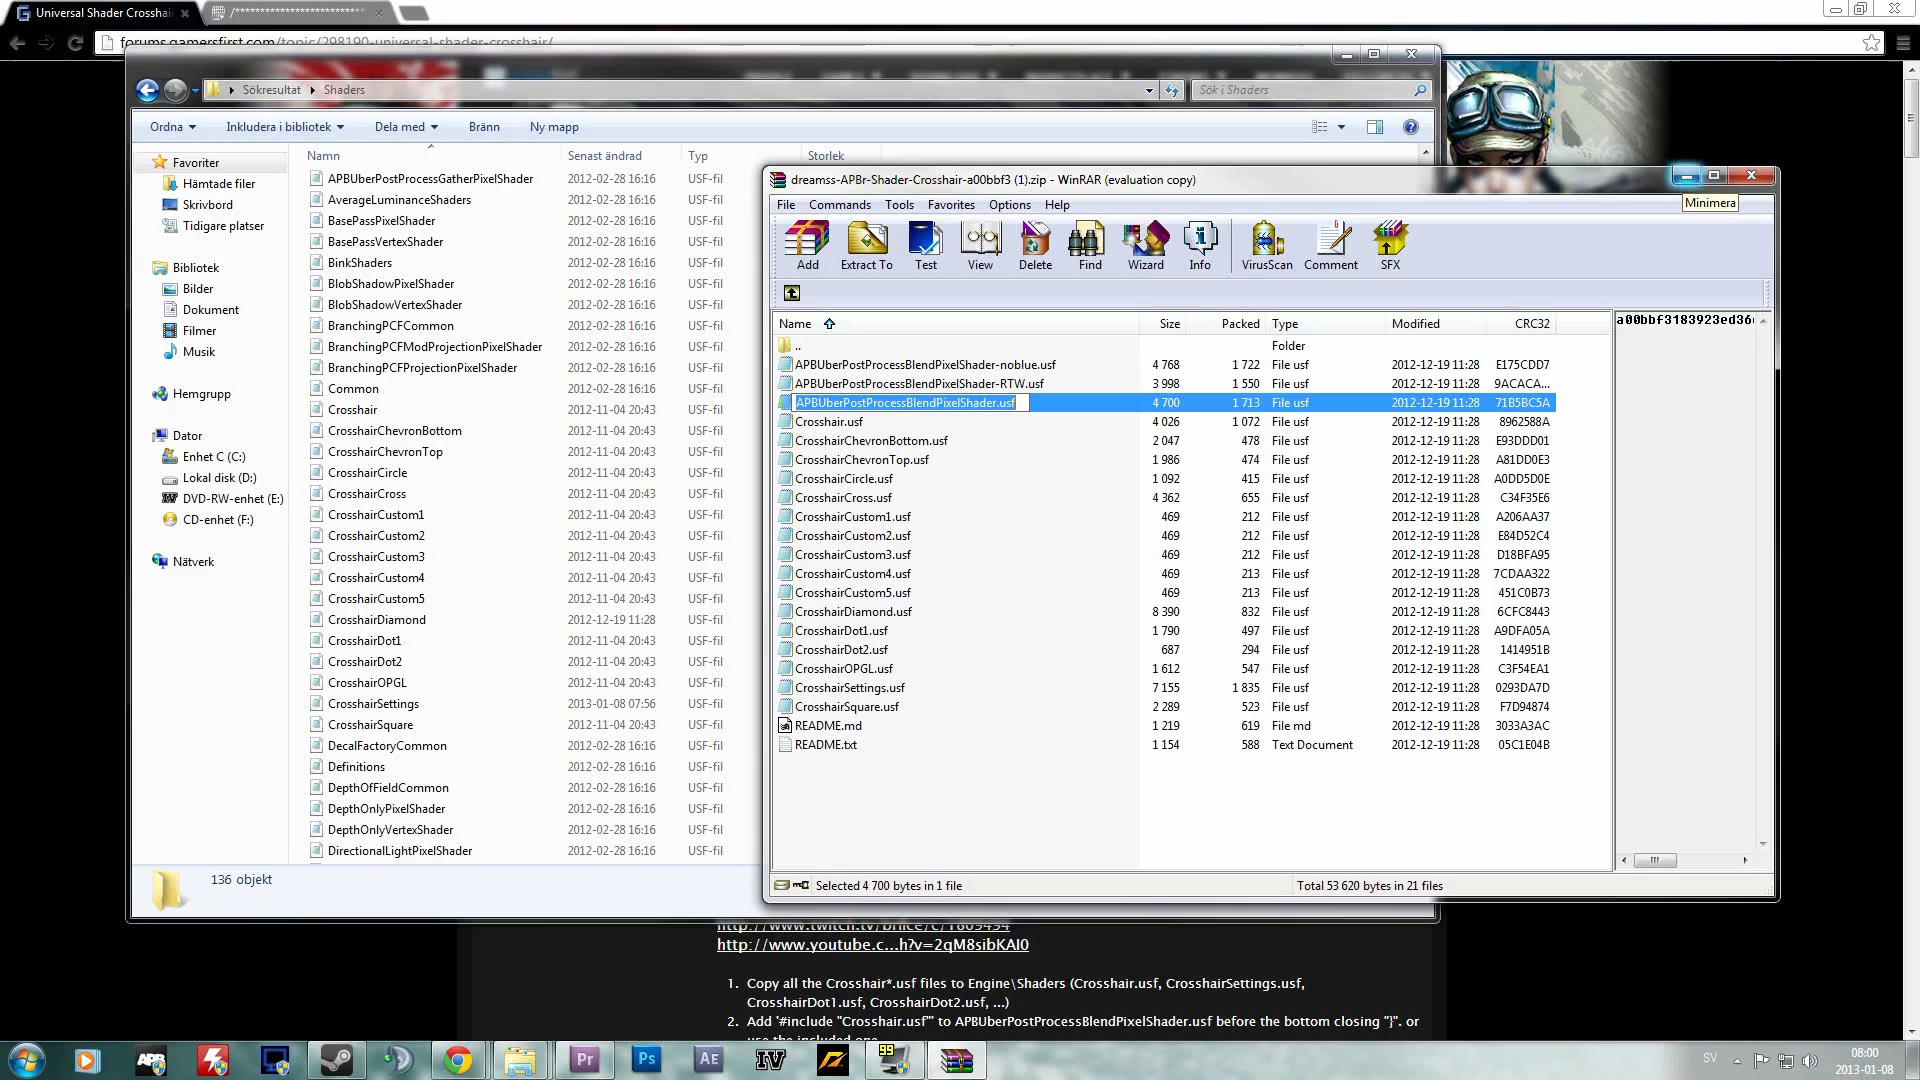 Universal Shader Crosshair
/**********************************
forums.gamersfirst.com/topic/298190-universal-shader-crosshair/
Sökresultat Shaders
Sök i Shaders
Ordna Inkludera i bibliotek Dela med Bränn Ny mapp
Namn Senast ändrad Typ Storlek
Favoriter
Hämtade filer
Skrivbord
Tidigare platser
Bibliotek
Bilder
Dokument
Filmer
Musik
Hemgrupp
Dator
Enhet C (C:)
Lokal disk (D:)
DVD-RW-enhet (E:)
CD-enhet (F:)
Nätverk
APBUberPostProcessGatherPixelShader 2012-02-28 16:16 USF-fil
AverageLuminanceShaders 2012-02-28 16:16 USF-fil
BasePassPixelShader 2012-02-28 16:16 USF-fil
BasePassVertexShader 2012-02-28 16:16 USF-fil
BinkShaders 2012-02-28 16:16 USF-fil
BlobShadowPixelShader 2012-02-28 16:16 USF-fil
BlobShadowVertexShader 2012-02-28 16:16 USF-fil
BranchingPCFCommon 2012-02-28 16:16 USF-fil
BranchingPCFModProjectionPixelShader 2012-02-28 16:16 USF-fil
BranchingPCFProjectionPixelShader 2012-02-28 16:16 USF-fil
Common 2012-02-28 16:16 USF-fil
Crosshair 2012-11-04 20:43 USF-fil
CrosshairChevronBottom 2012-11-04 20:43 USF-fil
CrosshairChevronTop 2012-11-04 20:43 USF-fil
CrosshairCircle 2012-11-04 20:43 USF-fil
CrosshairCross 2012-11-04 20:43 USF-fil
CrosshairCustom1 2012-11-04 20:43 USF-fil
CrosshairCustom2 2012-11-04 20:43 USF-fil
CrosshairCustom3 2012-11-04 20:43 USF-fil
CrosshairCustom4 2012-11-04 20:43 USF-fil
CrosshairCustom5 2012-11-04 20:43 USF-fil
CrosshairDiamond 2012-12-19 11:28 USF-fil
CrosshairDot1 2012-11-04 20:43 USF-fil
CrosshairDot2 2012-11-04 20:43 USF-fil
CrosshairOPGL 2012-11-04 20:43 USF-fil
CrosshairSettings 2013-01-08 07:56 USF-fil
CrosshairSquare 2012-11-04 20:43 USF-fil
DecalFactoryCommon 2012-02-28 16:16 USF-fil
Definitions 2012-02-28 16:16 USF-fil
DepthOfFieldCommon 2012-02-28 16:16 USF-fil
DepthOnlyPixelShader 2012-02-28 16:16 USF-fil
DepthOnlyVertexShader 2012-02-28 16:16 USF-fil
DirectionalLightPixelShader 2012-02-28 16:16 USF-fil
136 objekt
dreamss-APBr-Shader-Crosshair-a00bbf3 (1).zip - WinRAR (evaluation copy)
Minimera
File Commands Tools Favorites Options Help
Add Extract To Test View Delete Find Wizard Info VirusScan Comment SFX
Name Size Packed Type Modified CRC32
.. Folder
APBUberPostProcessBlendPixelShader-noblue.usf 4 768 1 722 File usf 2012-12-19 11:28 E175CDD7
APBUberPostProcessBlendPixelShader-RTW.usf 3 998 1 550 File usf 2012-12-19 11:28 9ACACA...
APBUberPostProcessBlendPixelShader.usf 4 700 1 713 File usf 2012-12-19 11:28 71B5BC5A
Crosshair.usf 4 026 1 072 File usf 2012-12-19 11:28 8962588A
CrosshairChevronBottom.usf 2 047 478 File usf 2012-12-19 11:28 E93DDD01
CrosshairChevronTop.usf 1 986 474 File usf 2012-12-19 11:28 A81DD0E3
CrosshairCircle.usf 1 092 415 File usf 2012-12-19 11:28 A0DD5D0E
CrosshairCross.usf 4 362 655 File usf 2012-12-19 11:28 C34F35E6
CrosshairCustom1.usf 469 212 File usf 2012-12-19 11:28 A206AA37
CrosshairCustom2.usf 469 212 File usf 2012-12-19 11:28 E84D52C4
CrosshairCustom3.usf 469 212 File usf 2012-12-19 11:28 D18BFA95
CrosshairCustom4.usf 469 213 File usf 2012-12-19 11:28 7CDAA322
CrosshairCustom5.usf 469 213 File usf 2012-12-19 11:28 451C0B73
CrosshairDiamond.usf 8 390 832 File usf 2012-12-19 11:28 6CFC8443
CrosshairDot1.usf 1 790 497 File usf 2012-12-19 11:28 A9DFA05A
CrosshairDot2.usf 687 294 File usf 2012-12-19 11:28 1414951B
CrosshairOPGL.usf 1 612 547 File usf 2012-12-19 11:28 C3F54EA1
CrosshairSettings.usf 7 155 1 835 File usf 2012-12-19 11:28 0293DA7D
CrosshairSquare.usf 2 289 523 File usf 2012-12-19 11:28 F7D94874
README.md 1 219 619 File md 2012-12-19 11:28 3033A3AC
README.txt 1 154 588 Text Document 2012-12-19 11:28 05C1E04B
a00bbf3183923ed36
Selected 4 700 bytes in 1 file
Total 53 620 bytes in 21 files
http://www.youtube.c...h?v=2qM8sibKAI0
1. Copy all the Crosshair*.usf files to Engine\Shaders (Crosshair.usf, CrosshairSettings.usf,
CrosshairDot1.usf, CrosshairDot2.usf, ...)
2. Add '#include "Crosshair.usf"' to APBUberPostProcessBlendPixelShader.usf before the bottom closing "}". or
use the included one
APB
Pr
Ps
AE
IV
99
SV
08:00
2013-01-08